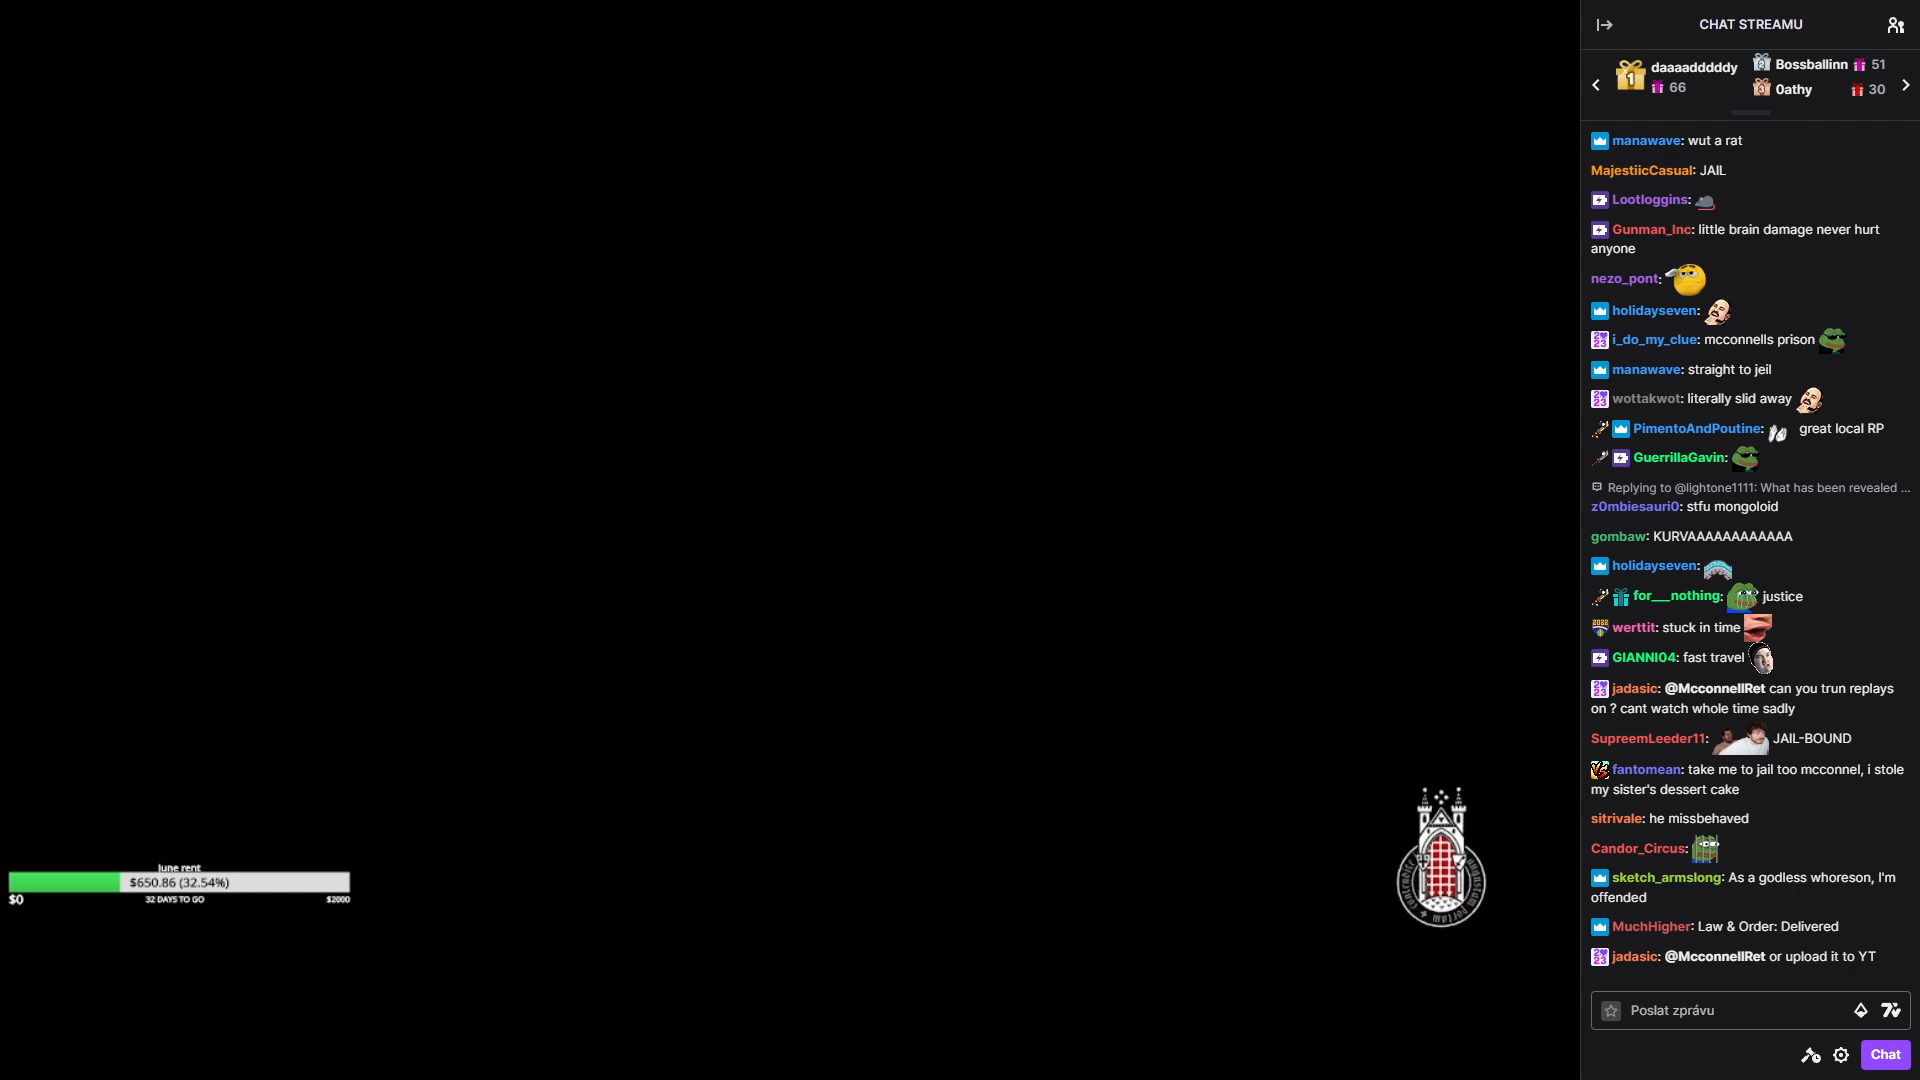 CHAT STREAMU
1
daaaadddddy
66
2 Bossballinn 51
3 0athy 30
manawave: wut a rat
MajestiicCasual: JAIL
Lootloggins:
Gunman_Inc: little brain damage never hurt
anyone
nezo_pont:
holidayseven:
i_do_my_clue: mcconnells prison
manawave: straight to jeil
wottakwot: literally slid away
PimentoAndPoutine: great local RP
GuerrillaGavin:
Replying to @lightone1111: What has been revealed ...
z0mbiesauri0: stfu mongoloid
gombaw: KURVAAAAAAAAAAAA
holidayseven:
for___nothing: justice
werttit: stuck in time
GIANNI04: fast travel
jadasic: @McconnellRet can you trun replays
on ? cant watch whole time sadly
SupreemLeeder11: JAIL-BOUND
fantomean: take me to jail too mcconnel, i stole
my sister's dessert cake
sitrivale: he missbehaved
Candor_Circus:
sketch_armslong: As a godless whoreson, I'm
offended
MuchHigher: Law & Order: Delivered
jadasic: @McconnellRet or upload it to YT
Poslat zprávu
Chat
June rent
$650.86 (32.54%)
$0 32 DAYS TO GO $2000